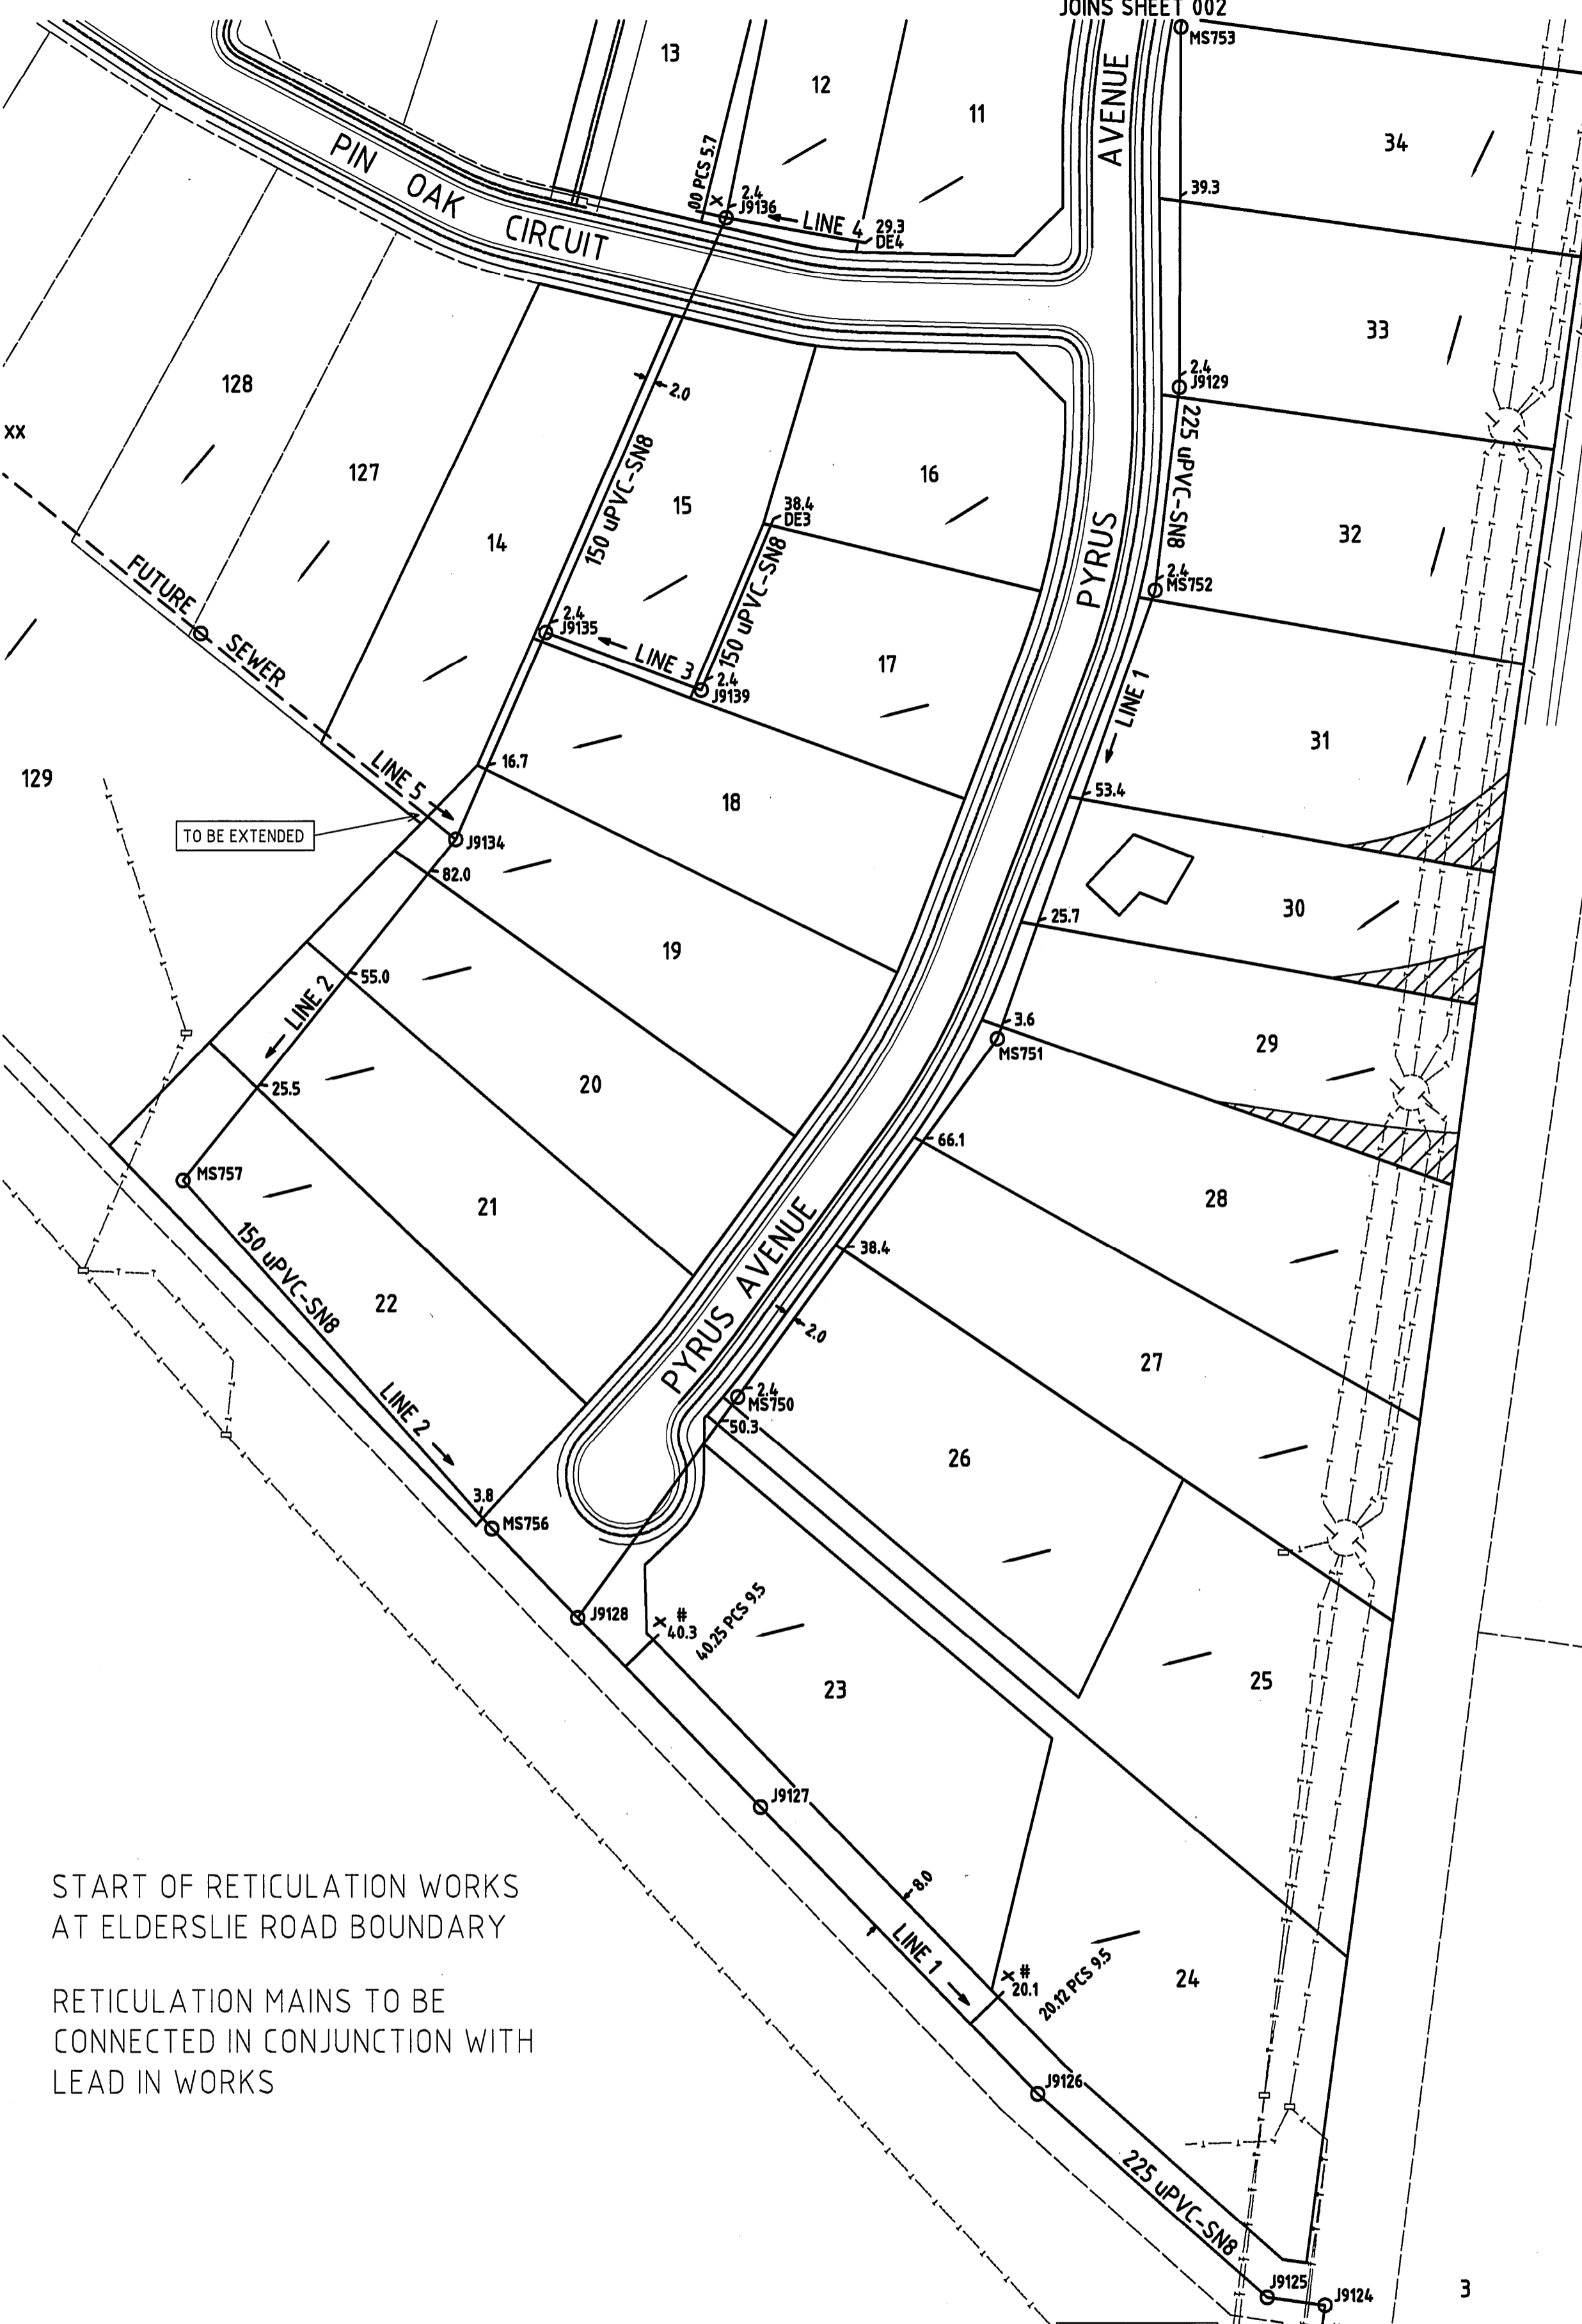 JOINS SHEET 002
MS753
13
12
11
AVENUE
34
PIN OAK CIRCUIT
PCS 5.7
X
2.4
J9136
LINE 4
29.3
DE4
39.3
33
128
2.0
2.4
J9129
XX
127
150 uPVC-SN8
15
16
225 uPVC-SN8
14
38.4
DE3
PYRUS
32
FUTURE
SEWER
2.4
J9135
LINE 3
150 uPVC-SN8
2.4
J9139
17
2.4
MS752
LINE 1
31
129
LINE 5
16.7
18
53.4
TO BE EXTENDED
J9134
82.0
30
25.7
19
LINE 2
55.0
3.6
MS751
29
25.5
20
66.1
MS757
21
28
150 uPVC-SN8
22
PYRUS AVENUE
38.4
2.0
27
LINE 2
2.4
MS750
50.3
26
3.8
MS756
J9128
X #
40.3
40.25 PCS 9.5
23
25
J9127
8.0
START OF RETICULATION WORKS
AT ELDERSLIE ROAD BOUNDARY
LINE 1
X #
20.1
20.12 PCS 9.5
24
RETICULATION MAINS TO BE
CONNECTED IN CONJUNCTION WITH
LEAD IN WORKS
J9126
225 uPVC-SN8
J9125
J9124
3